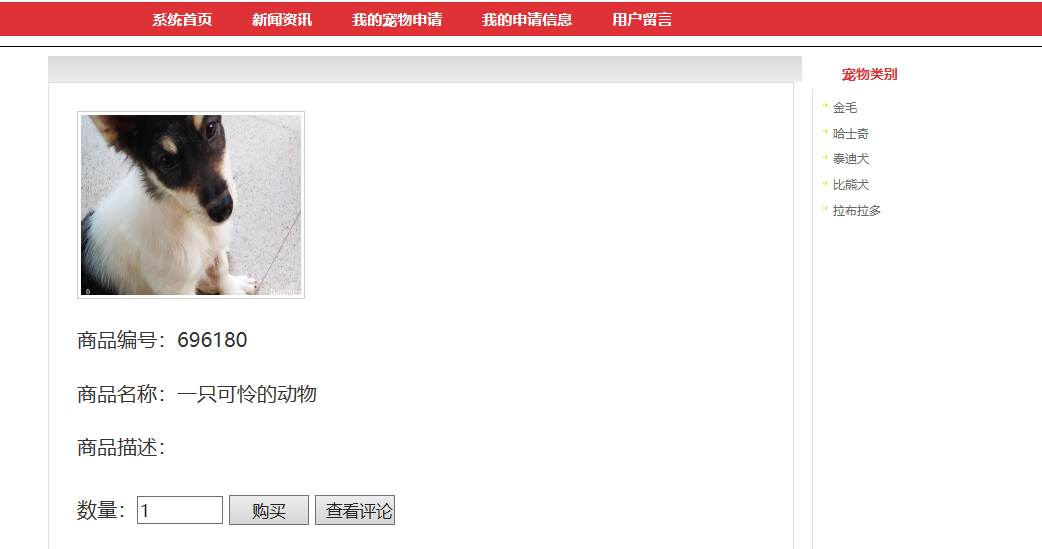 系统首页 新闻资讯 我的宠物申请 我的申请信息 用户留言
宠物类别
金毛
哈士奇
泰迪犬
比熊犬
拉布拉多
商品编号：696180
商品名称：一只可怜的动物
商品描述：
数量：1 购买 查看评论